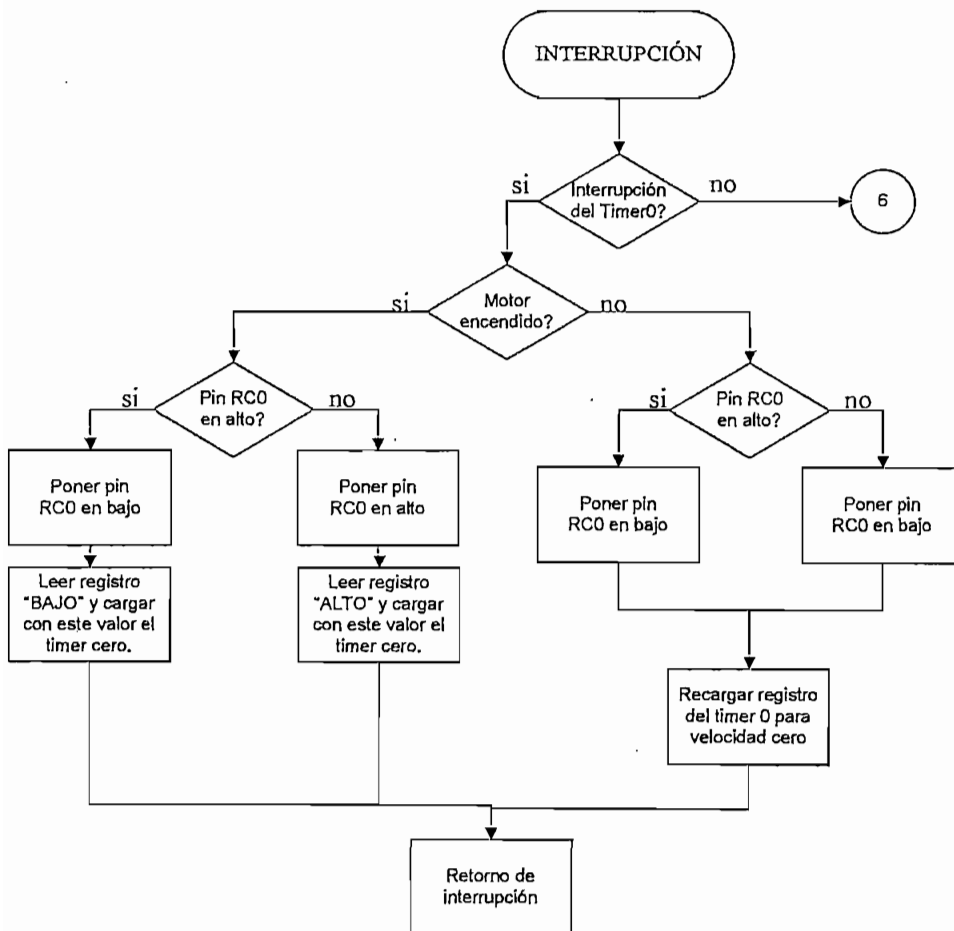 INTERRUPCIÓN
si
Interrupción
del Timer0?
no
6
si
Motor
encendido?
no
si
Pin RC0
en alto?
no
si
Pin RC0
en alto?
no
Poner pin
RC0 en bajo
Poner pin
RC0 en alto
Poner pin
RC0 en bajo
Poner pin
RC0 en bajo
Leer registro
"BAJO" y cargar
con este valor el
timer cero.
Leer registro
"ALTO" y cargar
con este valor el
timer cero.
Recargar registro
del timer 0 para
velocidad cero
Retorno de
interrupción